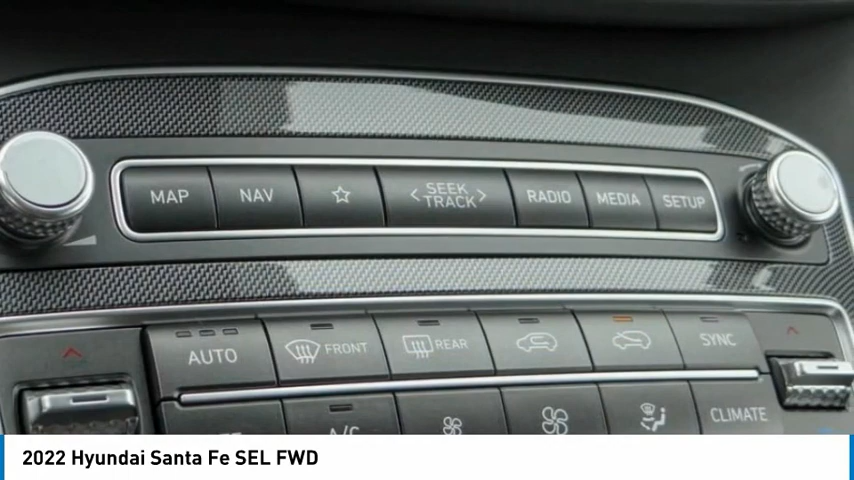 MAP NAV < SEEK TRACK > RADIO MEDIA SETUP
AUTO FRONT REAR SYNC
A/C CLIMATE
2022 Hyundai Santa Fe SEL FWD